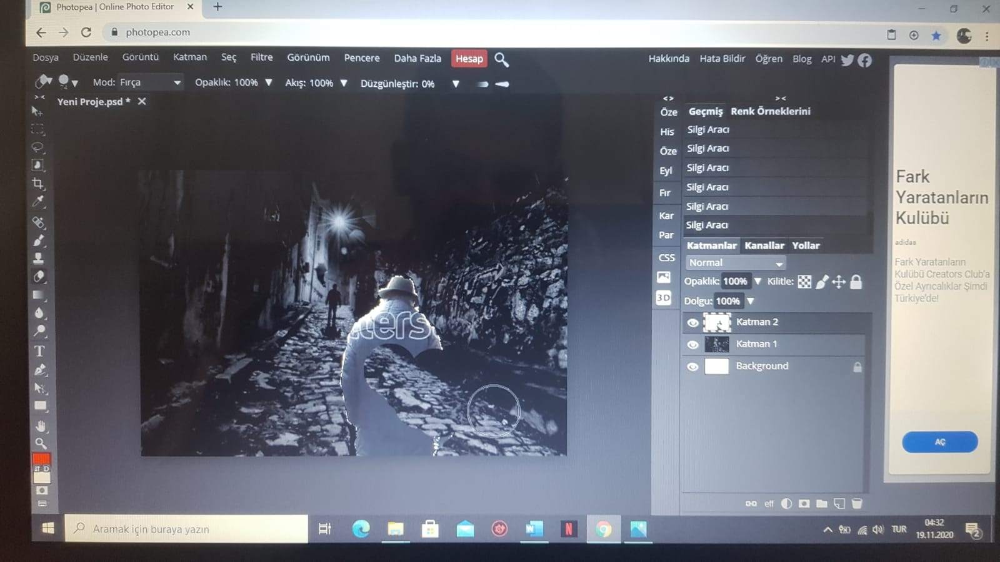 Photopea | Online Photo Editor
photopea.com
Dosya Düzenle Görüntü Katman Seç Filtre Görünüm Pencere Daha Fazla Hesap
Hakkında Hata Bildir Öğren Blog API
Mod: Fırça Opaklık: 100% Akış: 100% Düzgünleştir: 0%
Yeni Proje.psd *
Öze
His
Öze
Eyl
Fır
Kar
Par
CSS
3D
Geçmiş Renk Örneklerini
Silgi Aracı
Silgi Aracı
Silgi Aracı
Silgi Aracı
Silgi Aracı
Silgi Aracı
Katmanlar Kanallar Yollar
Normal
Opaklık: 100% Kilitle:
Dolgu: 100%
Katman 2
Katman 1
Background
eff
Fark
Yaratanların
Kulübü
adidas
Fark Yaratanların
Kulübü Creators Club'a
Özel Ayrıcalıklar Şimdi
Türkiye'de!
AÇ
D
Aramak için buraya yazın
TUR
04:32
19.11.2020
2